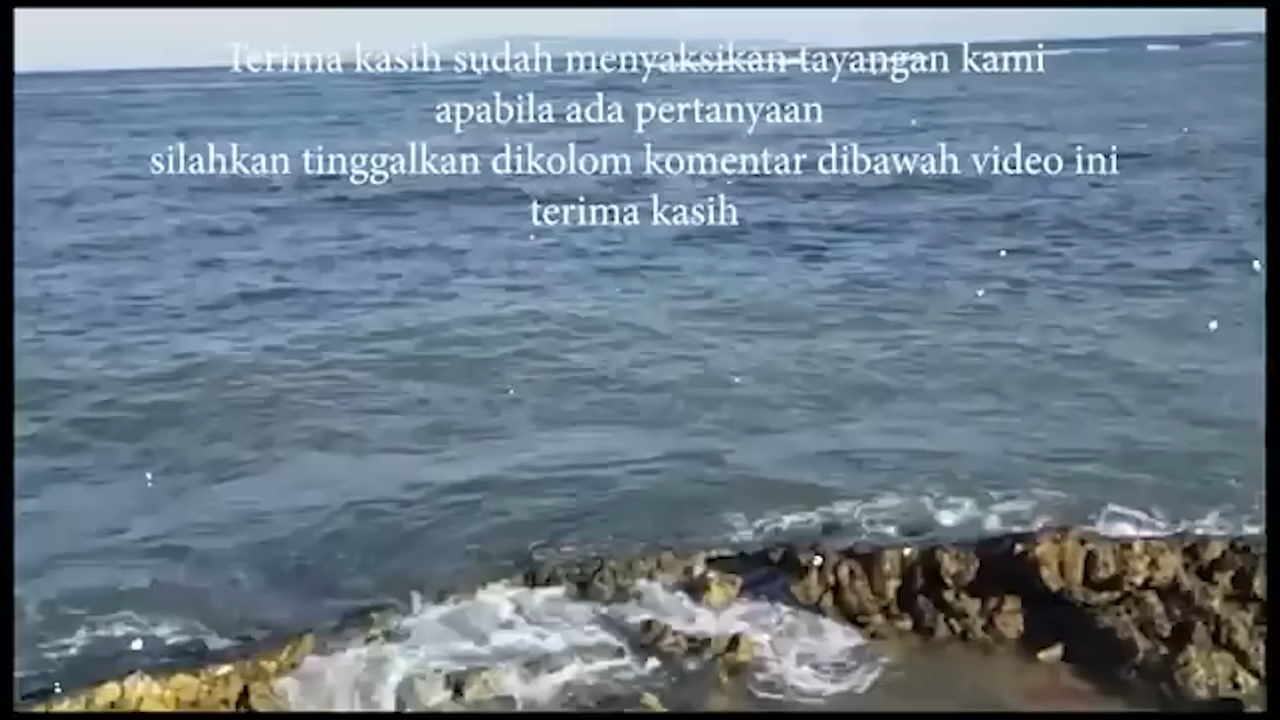 Terima kasih sudah menyaksikan tayangan kami
apabila ada pertanyaan
silahkan tinggalkan dikolom komentar dibawah video ini
terima kasih